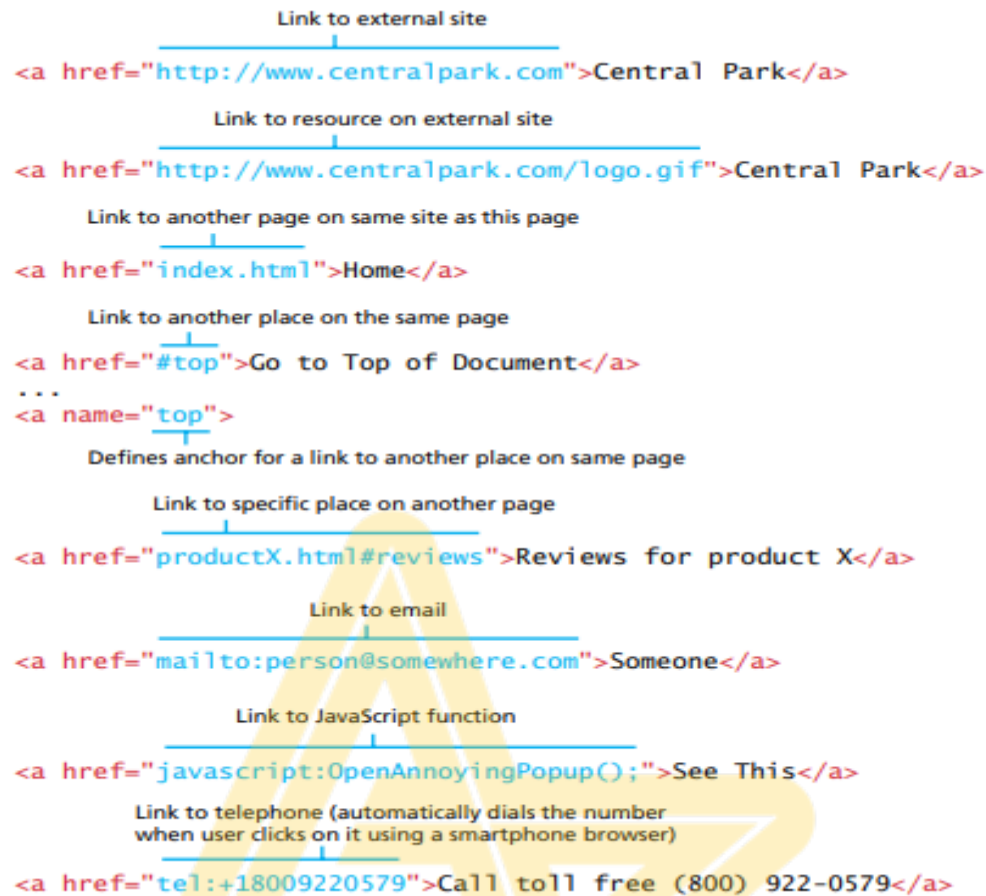 Link to external site
<a href="http://www.centralpark.com">Central Park</a>
Link to resource on external site
<a href="http://www.centralpark.com/logo.gif">Central Park</a>
Link to another page on same site as this page
<a href="index.html">Home</a>
Link to another place on the same page
<a href="#top">Go to Top of Document</a>
...
<a name="top">
Defines anchor for a link to another place on same page
Link to specific place on another page
<a href="productX.html#reviews">Reviews for product X</a>
Link to email
<a href="mailto:person@somewhere.com">Someone</a>
Link to JavaScript function
<a href="javascript:OpenAnnoyingPopup();">See This</a>
Link to telephone (automatically dials the number
when user clicks on it using a smartphone browser)
<a href="tel:+18009220579">Call toll free (800) 922-0579</a>